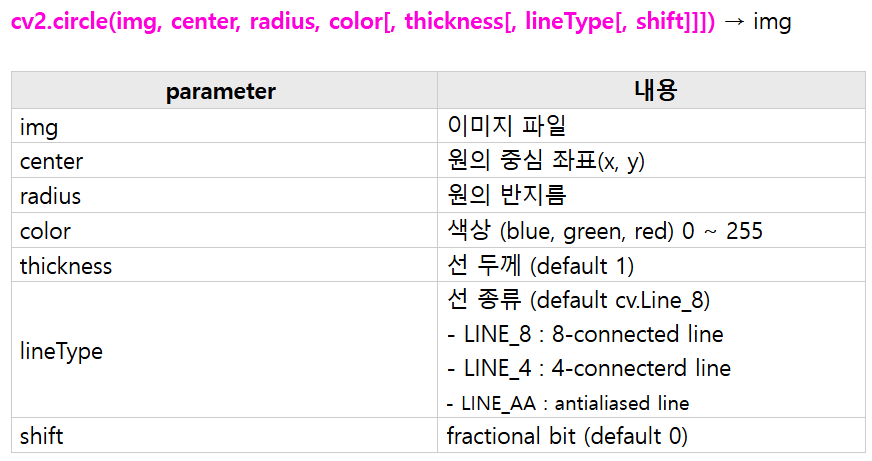 cv2.circle(img, center, radius, color[, thickness[, lineType[, shift]]]) → img
parameter 내용
img 이미지 파일
center 원의 중심 좌표(x, y)
radius 원의 반지름
color 색상 (blue, green, red) 0 ~ 255
thickness 선 두께 (default 1)
lineType 선 종류 (default cv.Line_8)
- LINE_8 : 8-connected line
- LINE_4 : 4-connecterd line
- LINE_AA : antialiased line
shift fractional bit (default 0)